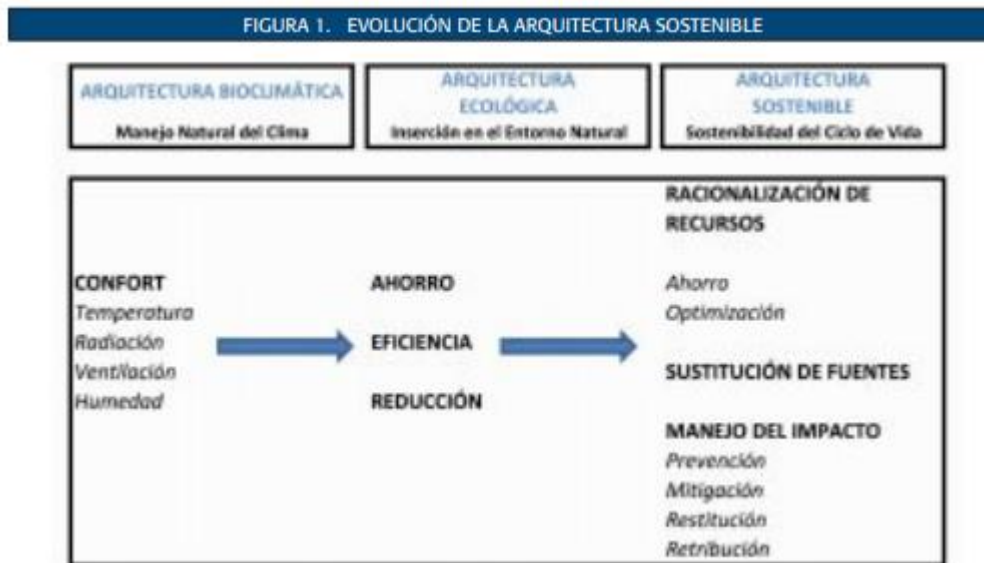 FIGURA 1. EVOLUCIÓN DE LA ARQUITECTURA SOSTENIBLE
ARQUITECTURA BIOCLIMÁTICA
Manejo Natural del Clima
ARQUITECTURA
ECOLÓGICA
Inserción en el Entorno Natural
ARQUITECTURA
SOSTENIBLE
Sostenibilidad del Ciclo de Vida
CONFORT
Temperatura
Radiación
Ventilación
Humedad
AHORRO
EFICIENCIA
REDUCCIÓN
RACIONALIZACIÓN DE
RECURSOS
Ahorro
Optimización
SUSTITUCIÓN DE FUENTES
MANEJO DEL IMPACTO
Prevención
Mitigación
Restitución
Retribución